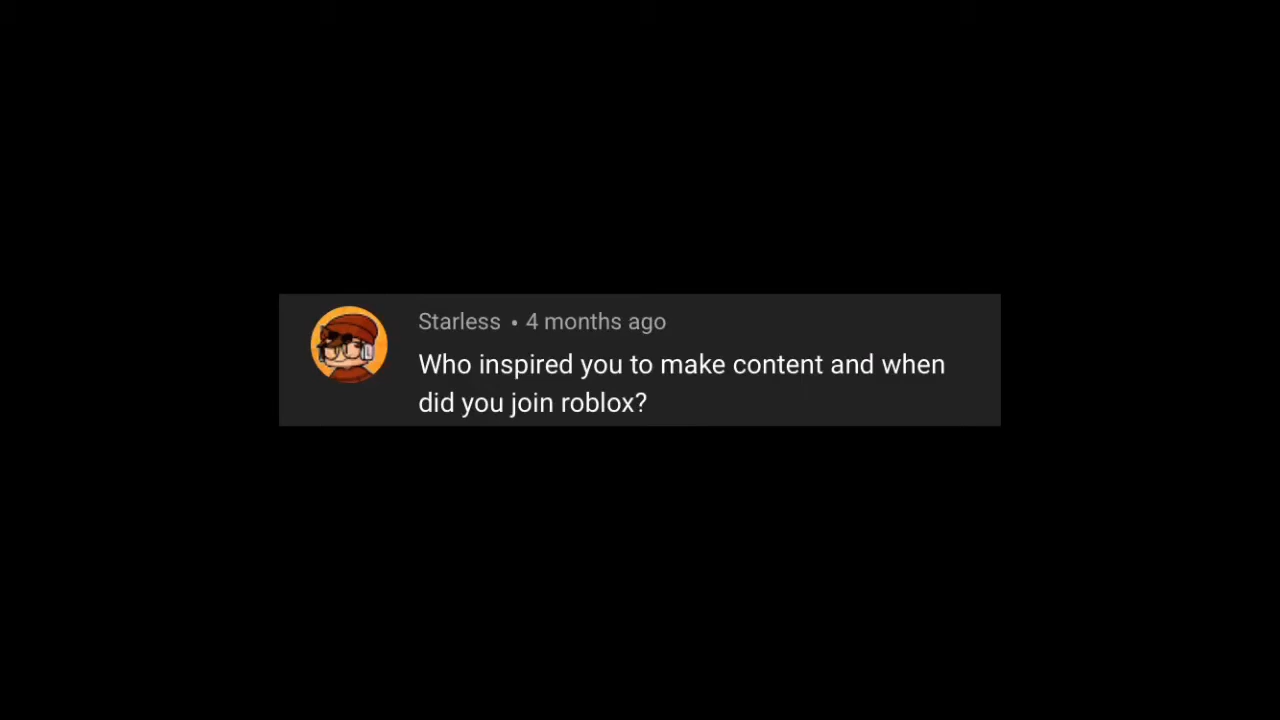 Starless • 4 months ago
Who inspired you to make content and when
did you join roblox?